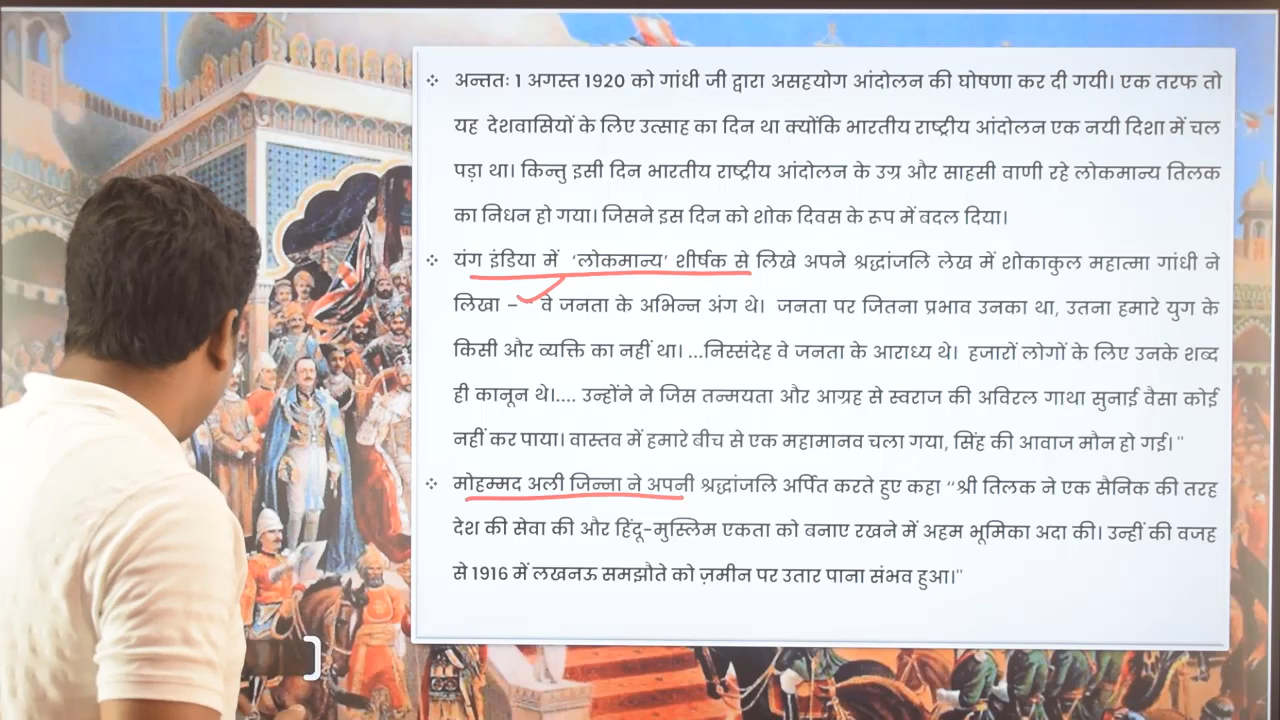 ❖ अन्ततः 1 अगस्त 1920 को गांधी जी द्वारा असहयोग आंदोलन की घोषणा कर दी गयी। एक तरफ तो
यह देशवासियों के लिए उत्साह का दिन था क्योंकि भारतीय राष्ट्रीय आंदोलन एक नयी दिशा में चल
पड़ा था। किन्तु इसी दिन भारतीय राष्ट्रीय आंदोलन के उग्र और साहसी वाणी रहे लोकमान्य तिलक
का निधन हो गया। जिसने इस दिन को शोक दिवस के रूप में बदल दिया।
❖ यंग इंडिया में 'लोकमान्य' शीर्षक से लिखे अपने श्रद्धांजलि लेख में शोकाकुल महात्मा गांधी ने
लिखा – वे जनता के अभिन्न अंग थे। जनता पर जितना प्रभाव उनका था, उतना हमारे युग के
किसी और व्यक्ति का नहीं था। ...निस्संदेह वे जनता के आराध्य थे। हजारों लोगों के लिए उनके शब्द
ही कानून थे।.... उन्होंने ने जिस तन्मयता और आग्रह से स्वराज की अविरल गाथा सुनाई वैसा कोई
नहीं कर पाया। वास्तव में हमारे बीच से एक महामानव चला गया, सिंह की आवाज मौन हो गई।"
❖ मोहम्मद अली जिन्ना ने अपनी श्रद्धांजलि अर्पित करते हुए कहा "श्री तिलक ने एक सैनिक की तरह
देश की सेवा की और हिंदू-मुस्लिम एकता को बनाए रखने में अहम भूमिका अदा की। उन्हीं की वजह
से 1916 में लखनऊ समझौते को ज़मीन पर उतार पाना संभव हुआ।"